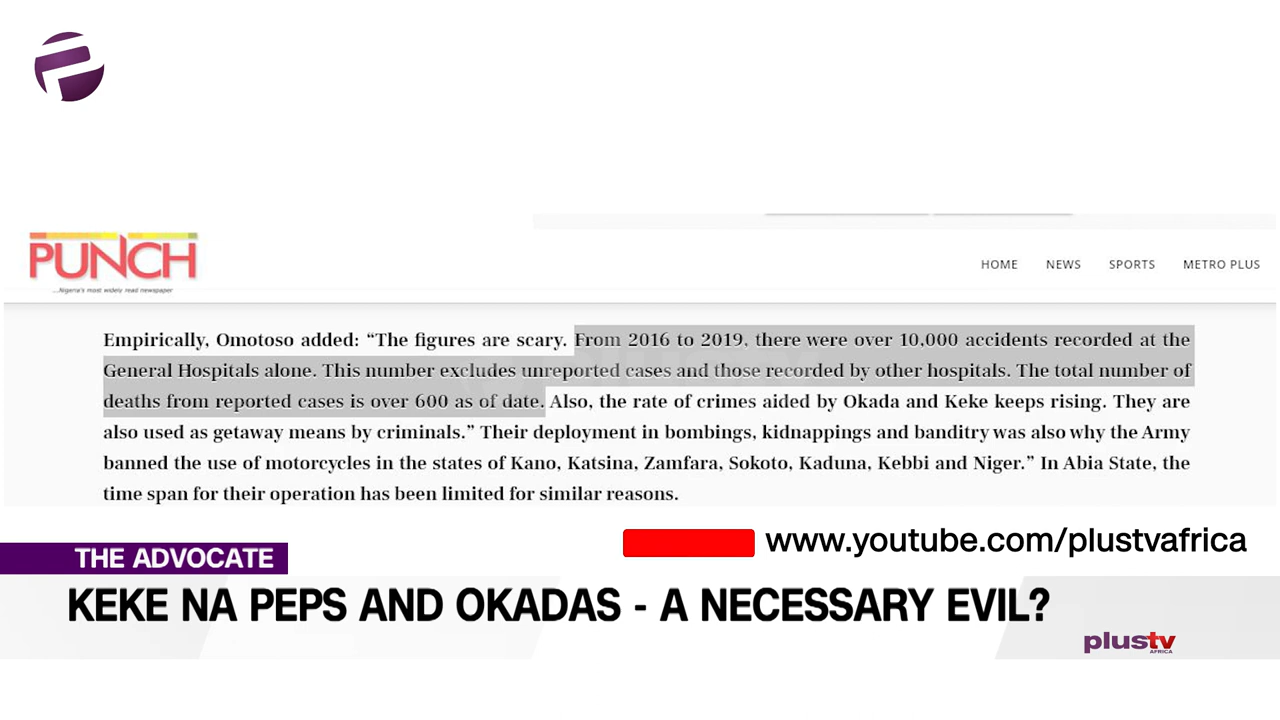 PUNCH
...Nigeria's most widely read newspaper
HOME NEWS SPORTS METRO PLUS
Empirically, Omotoso added: “The figures are scary. From 2016 to 2019, there were over 10,000 accidents recorded at the
General Hospitals alone. This number excludes unreported cases and those recorded by other hospitals. The total number of
deaths from reported cases is over 600 as of date. Also, the rate of crimes aided by Okada and Keke keeps rising. They are
also used as getaway means by criminals.” Their deployment in bombings, kidnappings and banditry was also why the Army
banned the use of motorcycles in the states of Kano, Katsina, Zamfara, Sokoto, Kaduna, Kebbi and Niger.” In Abia State, the
time span for their operation has been limited for similar reasons.
www.youtube.com/plustvafrica
THE ADVOCATE
KEKE NA PEPS AND OKADAS - A NECESSARY EVIL?
plustv
AFRICA